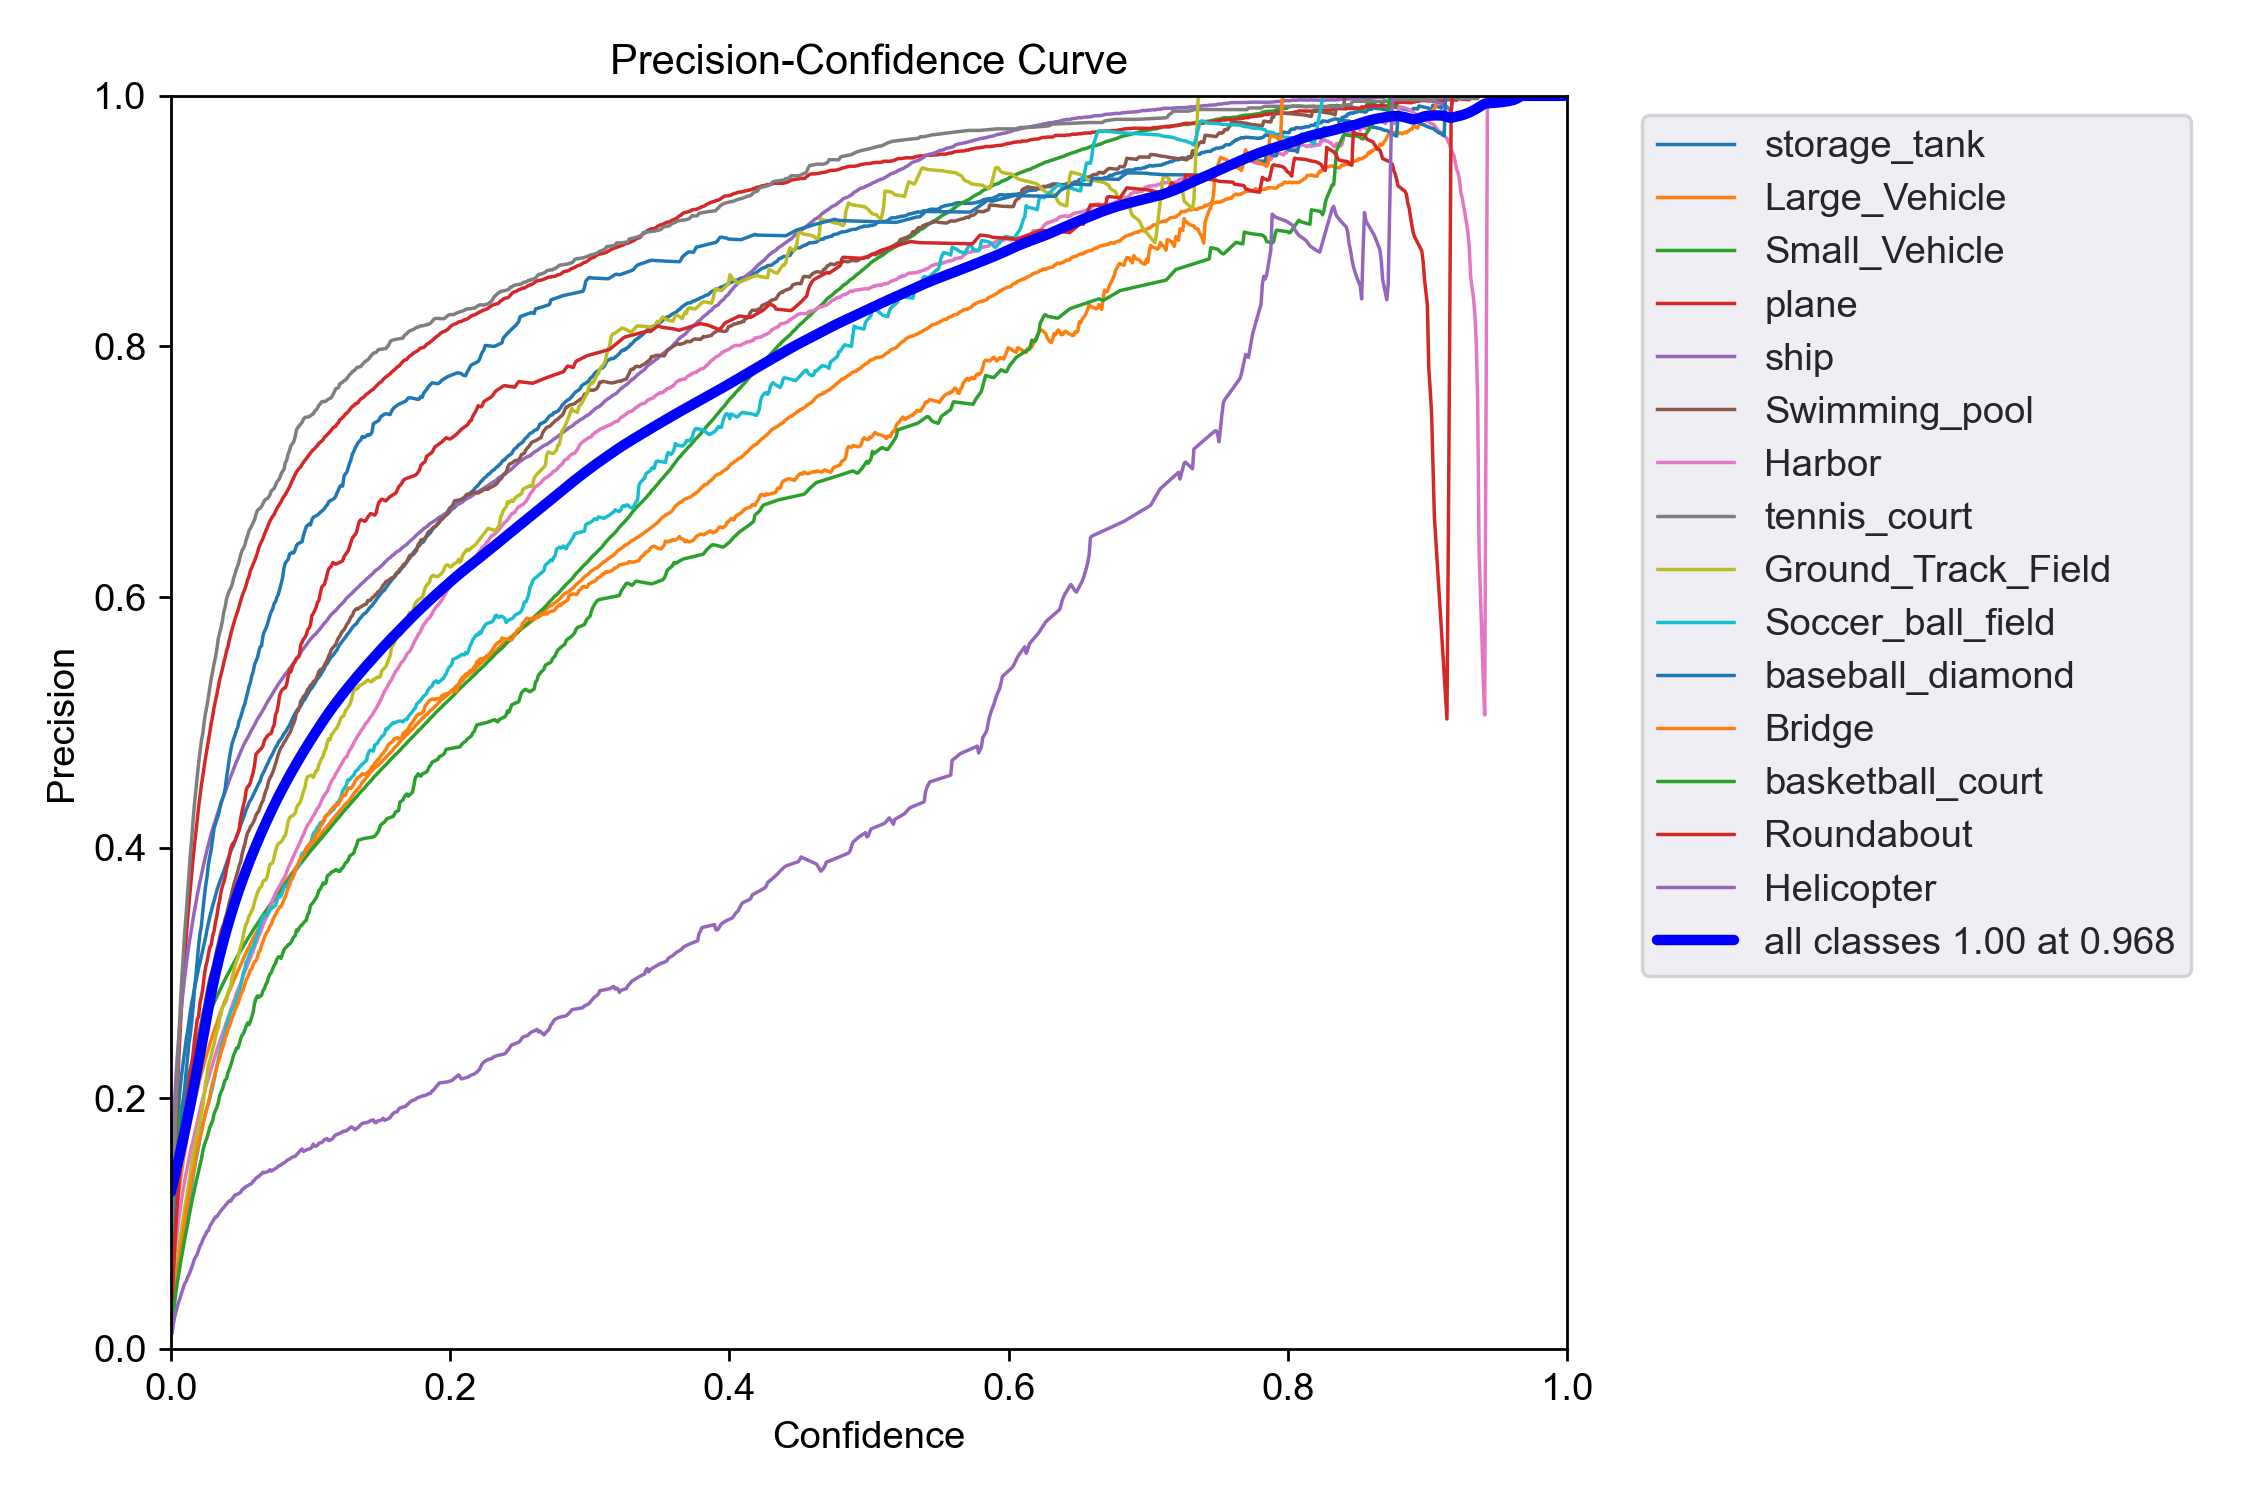 Precision-Confidence Curve
1.0
0.8
0.6
0.4
0.2
0.0
Precision
0.0 0.2 0.4 0.6 0.8 1.0
Confidence
storage_tank
Large_Vehicle
Small_Vehicle
plane
ship
Swimming_pool
Harbor
tennis_court
Ground_Track_Field
Soccer_ball_field
baseball_diamond
Bridge
basketball_court
Roundabout
Helicopter
all classes 1.00 at 0.968